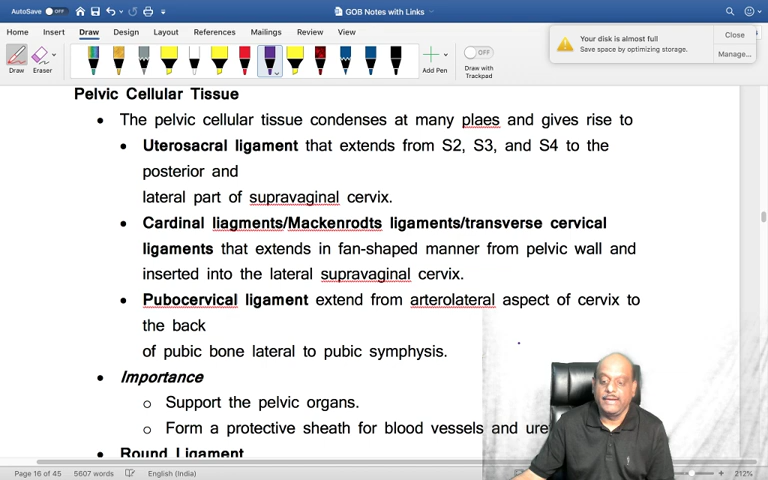 AutoSave OFF GOB Notes with Links
Home Insert Draw Design Layout References Mailings Review View
Your disk is almost full
Save space by optimizing storage.
Close
Manage...
Draw Eraser Add Pen OFF Draw with Trackpad
Pelvic Cellular Tissue
• The pelvic cellular tissue condenses at many plaes and gives rise to
• Uterosacral ligament that extends from S2, S3, and S4 to the
posterior and
lateral part of supravaginal cervix.
• Cardinal liagments/Mackenrodts ligaments/transverse cervical
ligaments that extends in fan-shaped manner from pelvic wall and
inserted into the lateral supravaginal cervix.
• Pubocervical ligament extend from arterolateral aspect of cervix to
the back
of pubic bone lateral to pubic symphysis.
• Importance
o Support the pelvic organs.
o Form a protective sheath for blood vessels and ure
• Round Ligament
Page 16 of 45 5607 words English (India) 212%